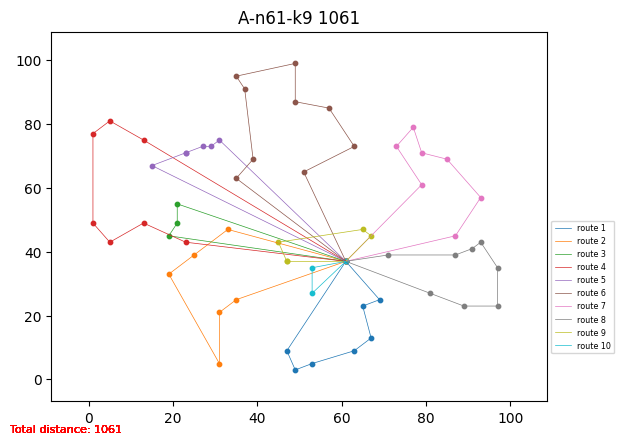 A-n61-k9 1061
100
80
60
40
20
0
0 20 40 60 80 100
route 1
route 2
route 3
route 4
route 5
route 6
route 7
route 8
route 9
route 10
Total distance: 1061